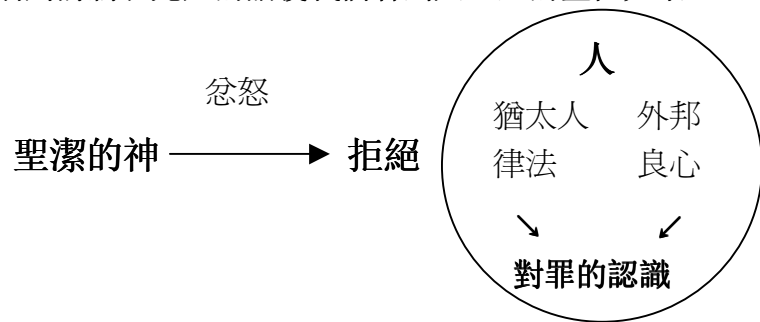 人
忿怒
猶太人 外邦
聖潔的神 拒絕
律法 良心
對罪的認識